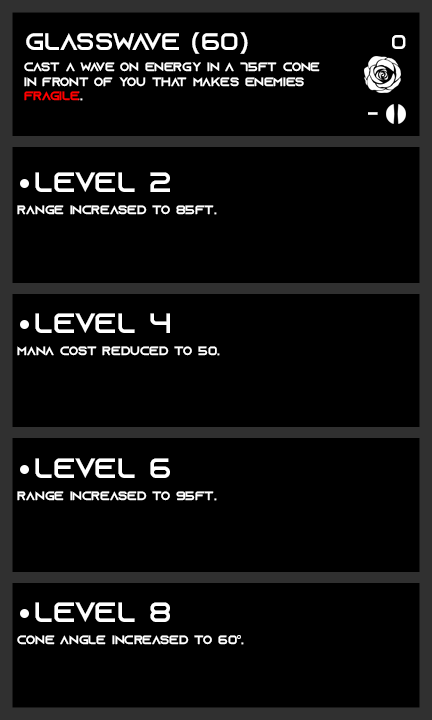 GLASSWAVE (60)
0
CAST A WAVE ON ENERGY IN A 75FT CONE
IN FRONT OF YOU THAT MAKES ENEMIES
FRAGILE.
-
•LEVEL 2
RANGE INCREASED TO 85FT.
•LEVEL 4
MANA COST REDUCED TO 50.
•LEVEL 6
RANGE INCREASED TO 95FT.
•LEVEL 8
CONE ANGLE INCREASED TO 60°.